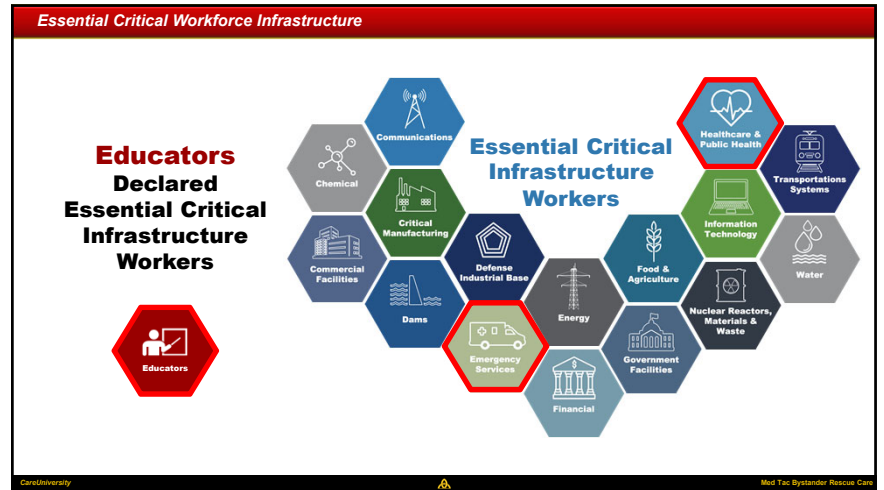 Essential Critical Workforce Infrastructure
Educators
Declared
Essential Critical
Infrastructure
Workers
Educators
Essential Critical
Infrastructure
Workers
Communications
Healthcare &
Public Health
Chemical
Transportations
Systems
Critical
Manufacturing
Information
Technology
Commercial
Facilities
Defense
Industrial Base
Food &
Agriculture
Water
Dams
Energy
Nuclear Reactors,
Materials &
Waste
Emergency
Services
Government
Facilities
$
Financial
CareUniversity
Med Tac Bystander Rescue Care